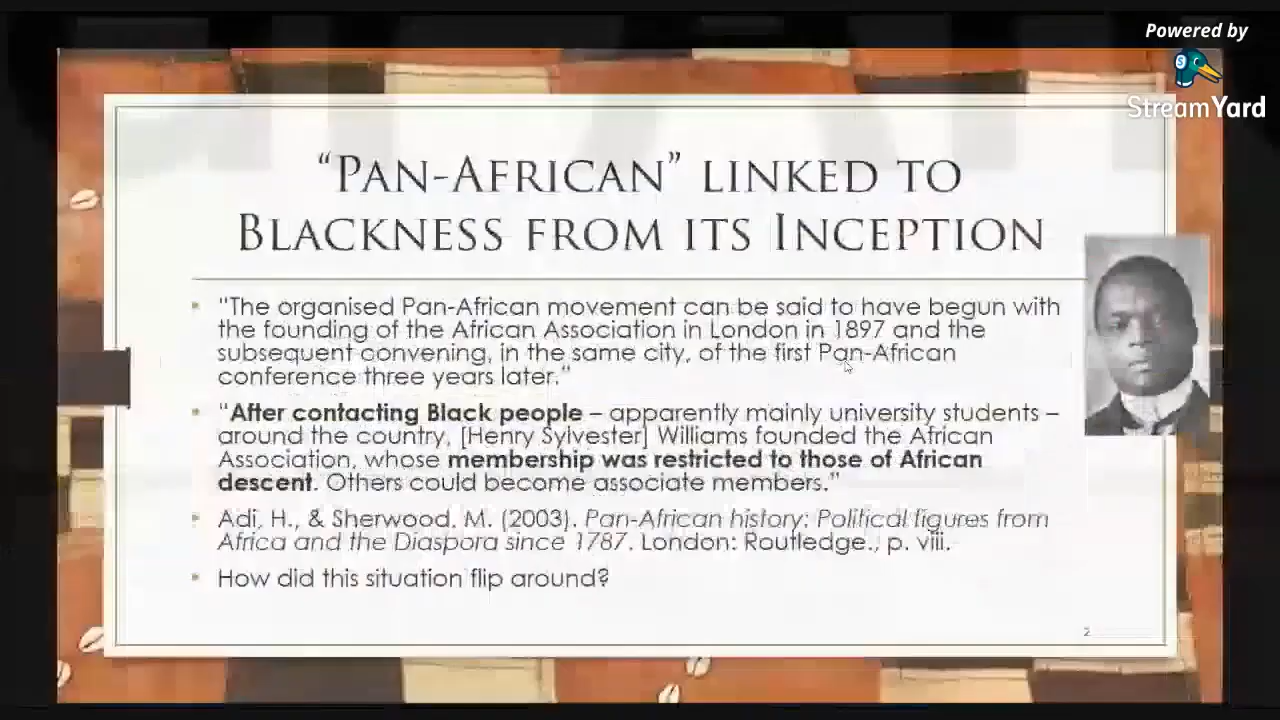 Powered by
StreamYard
“PAN-AFRICAN” LINKED TO
BLACKNESS FROM ITS INCEPTION
“The organised Pan-African movement can be said to have begun with
the founding of the African Association in London in 1897 and the
subsequent convening, in the same city, of the first Pan-African
conference three years later.”
“After contacting Black people – apparently mainly university students –
around the country, [Henry Sylvester] Williams founded the African
Association, whose membership was restricted to those of African
descent. Others could become associate members.”
Adi, H., & Sherwood, M. (2003). Pan-African history: Political figures from
Africa and the Diaspora since 1787. London: Routledge., p. viii.
How did this situation flip around?
2